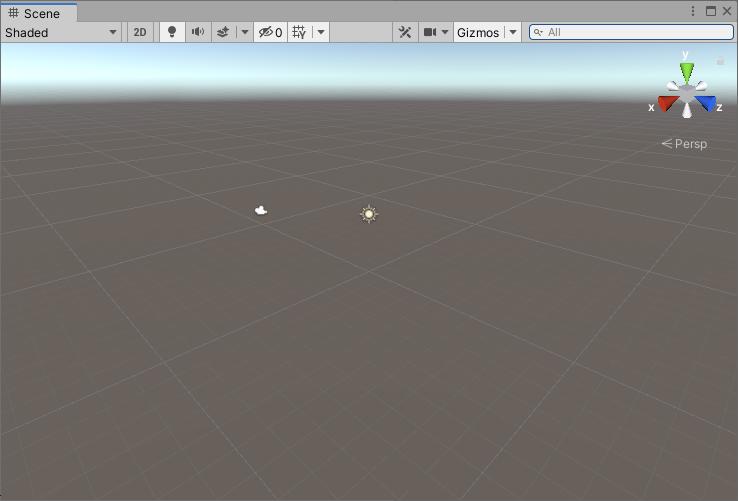 Scene
Shaded 2D 0 Gizmos All
y
x z
Persp